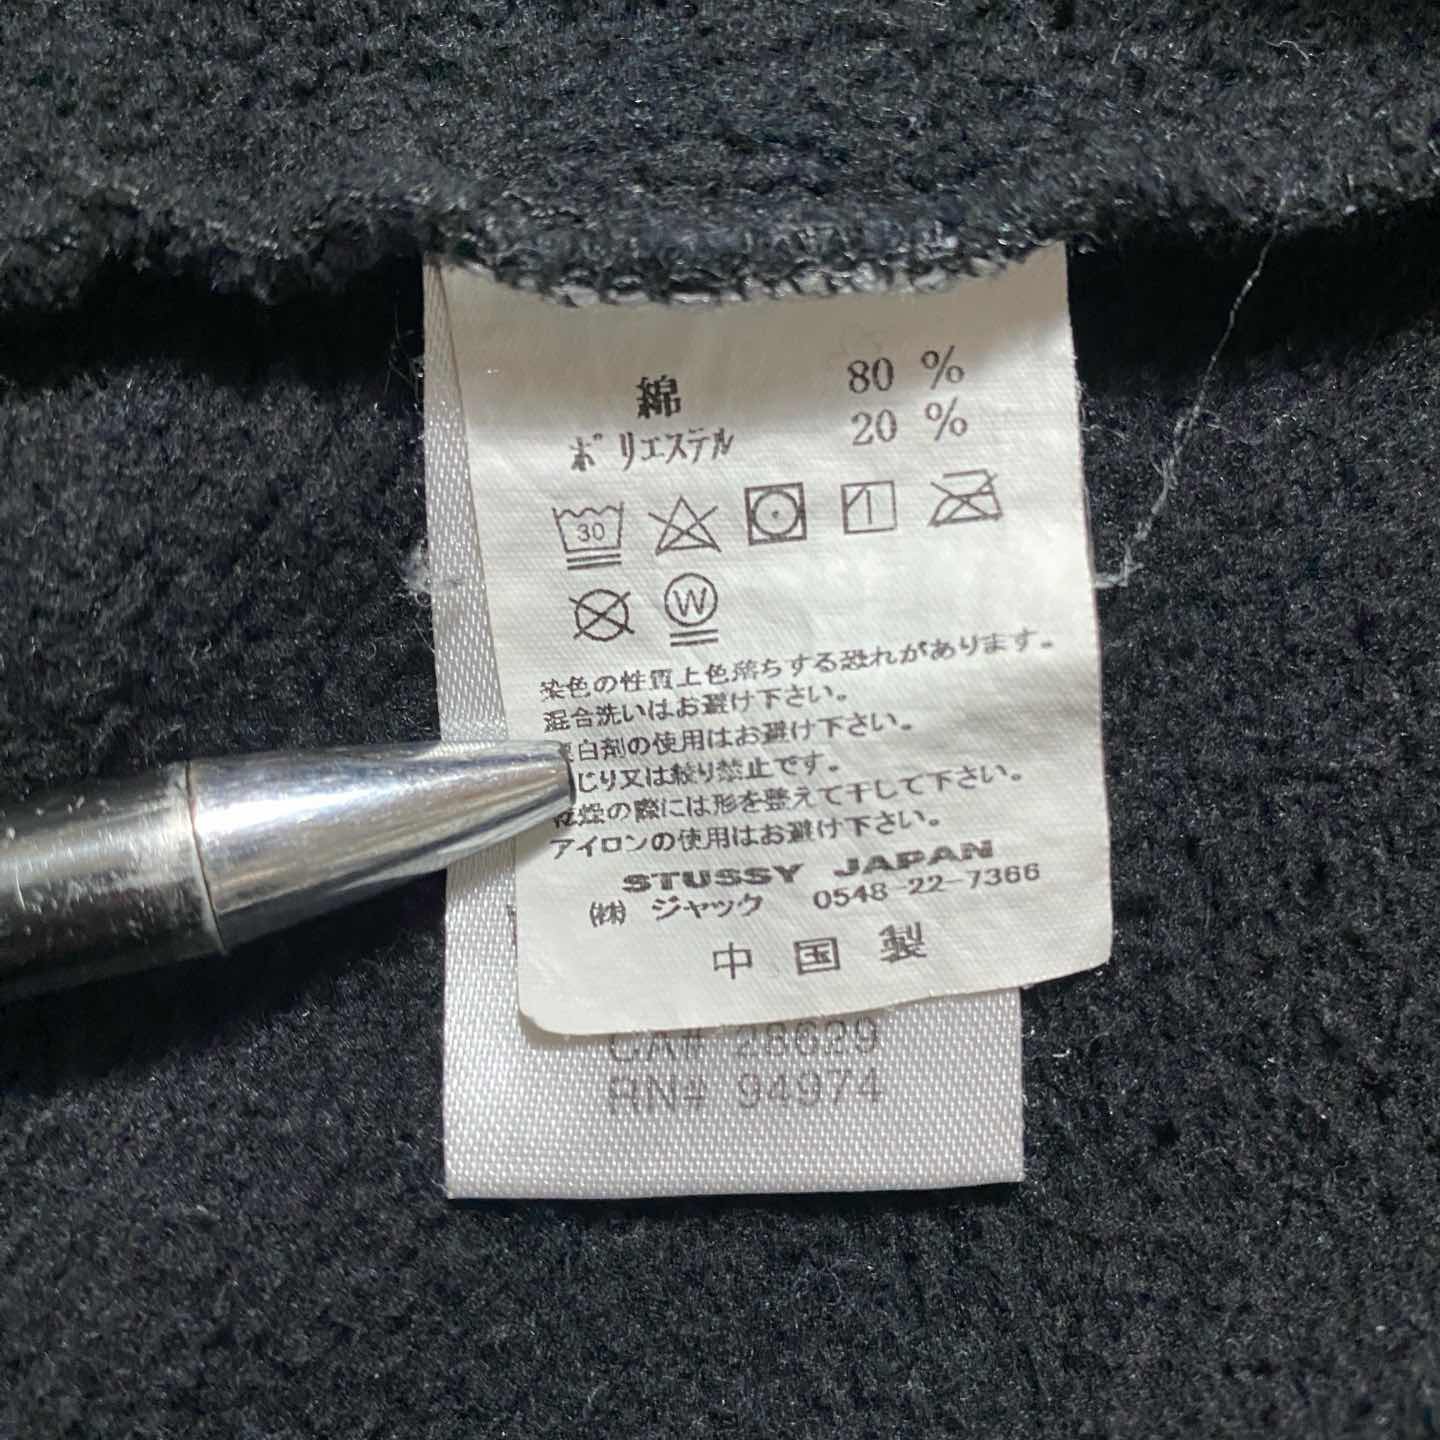 綿 80 %
ポリエステル 20 %
30
W
染色の性質上色落ちする恐れがあります。
混合洗いはお避け下さい。
白剤の使用はお避け下さい。
じり又は絞り禁止です。
乾燥の際には形を整えて干して下さい。
アイロンの使用はお避け下さい。
STUSSY JAPAN
(株) ジャック 0548-22-7366
中国製
CA# 28629
RN# 94974